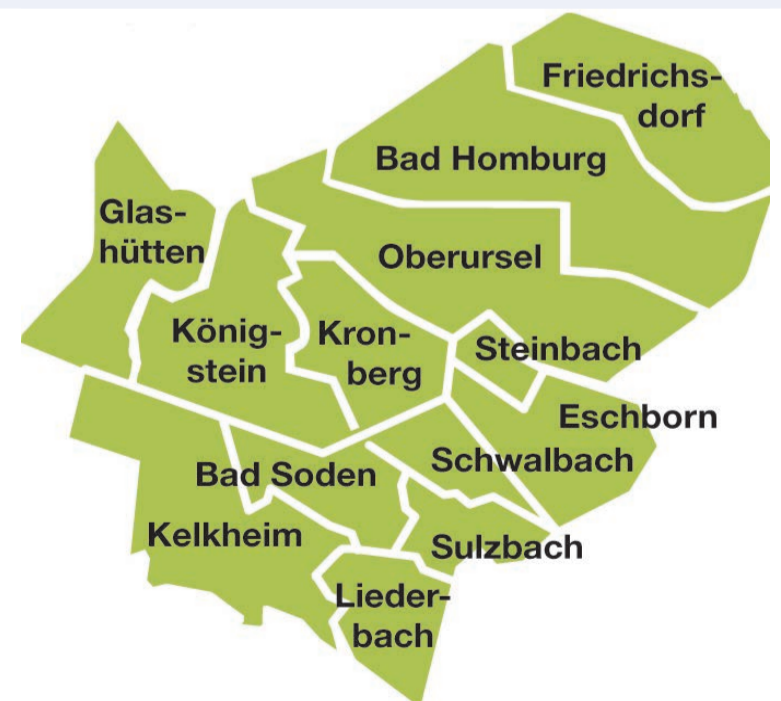 Friedrichs-
dorf
Bad Homburg
Glas-
hütten
Oberursel
König-
stein
Kron-
berg
Steinbach
Eschborn
Schwalbach
Bad Soden
Kelkheim
Sulzbach
Lieder-
bach